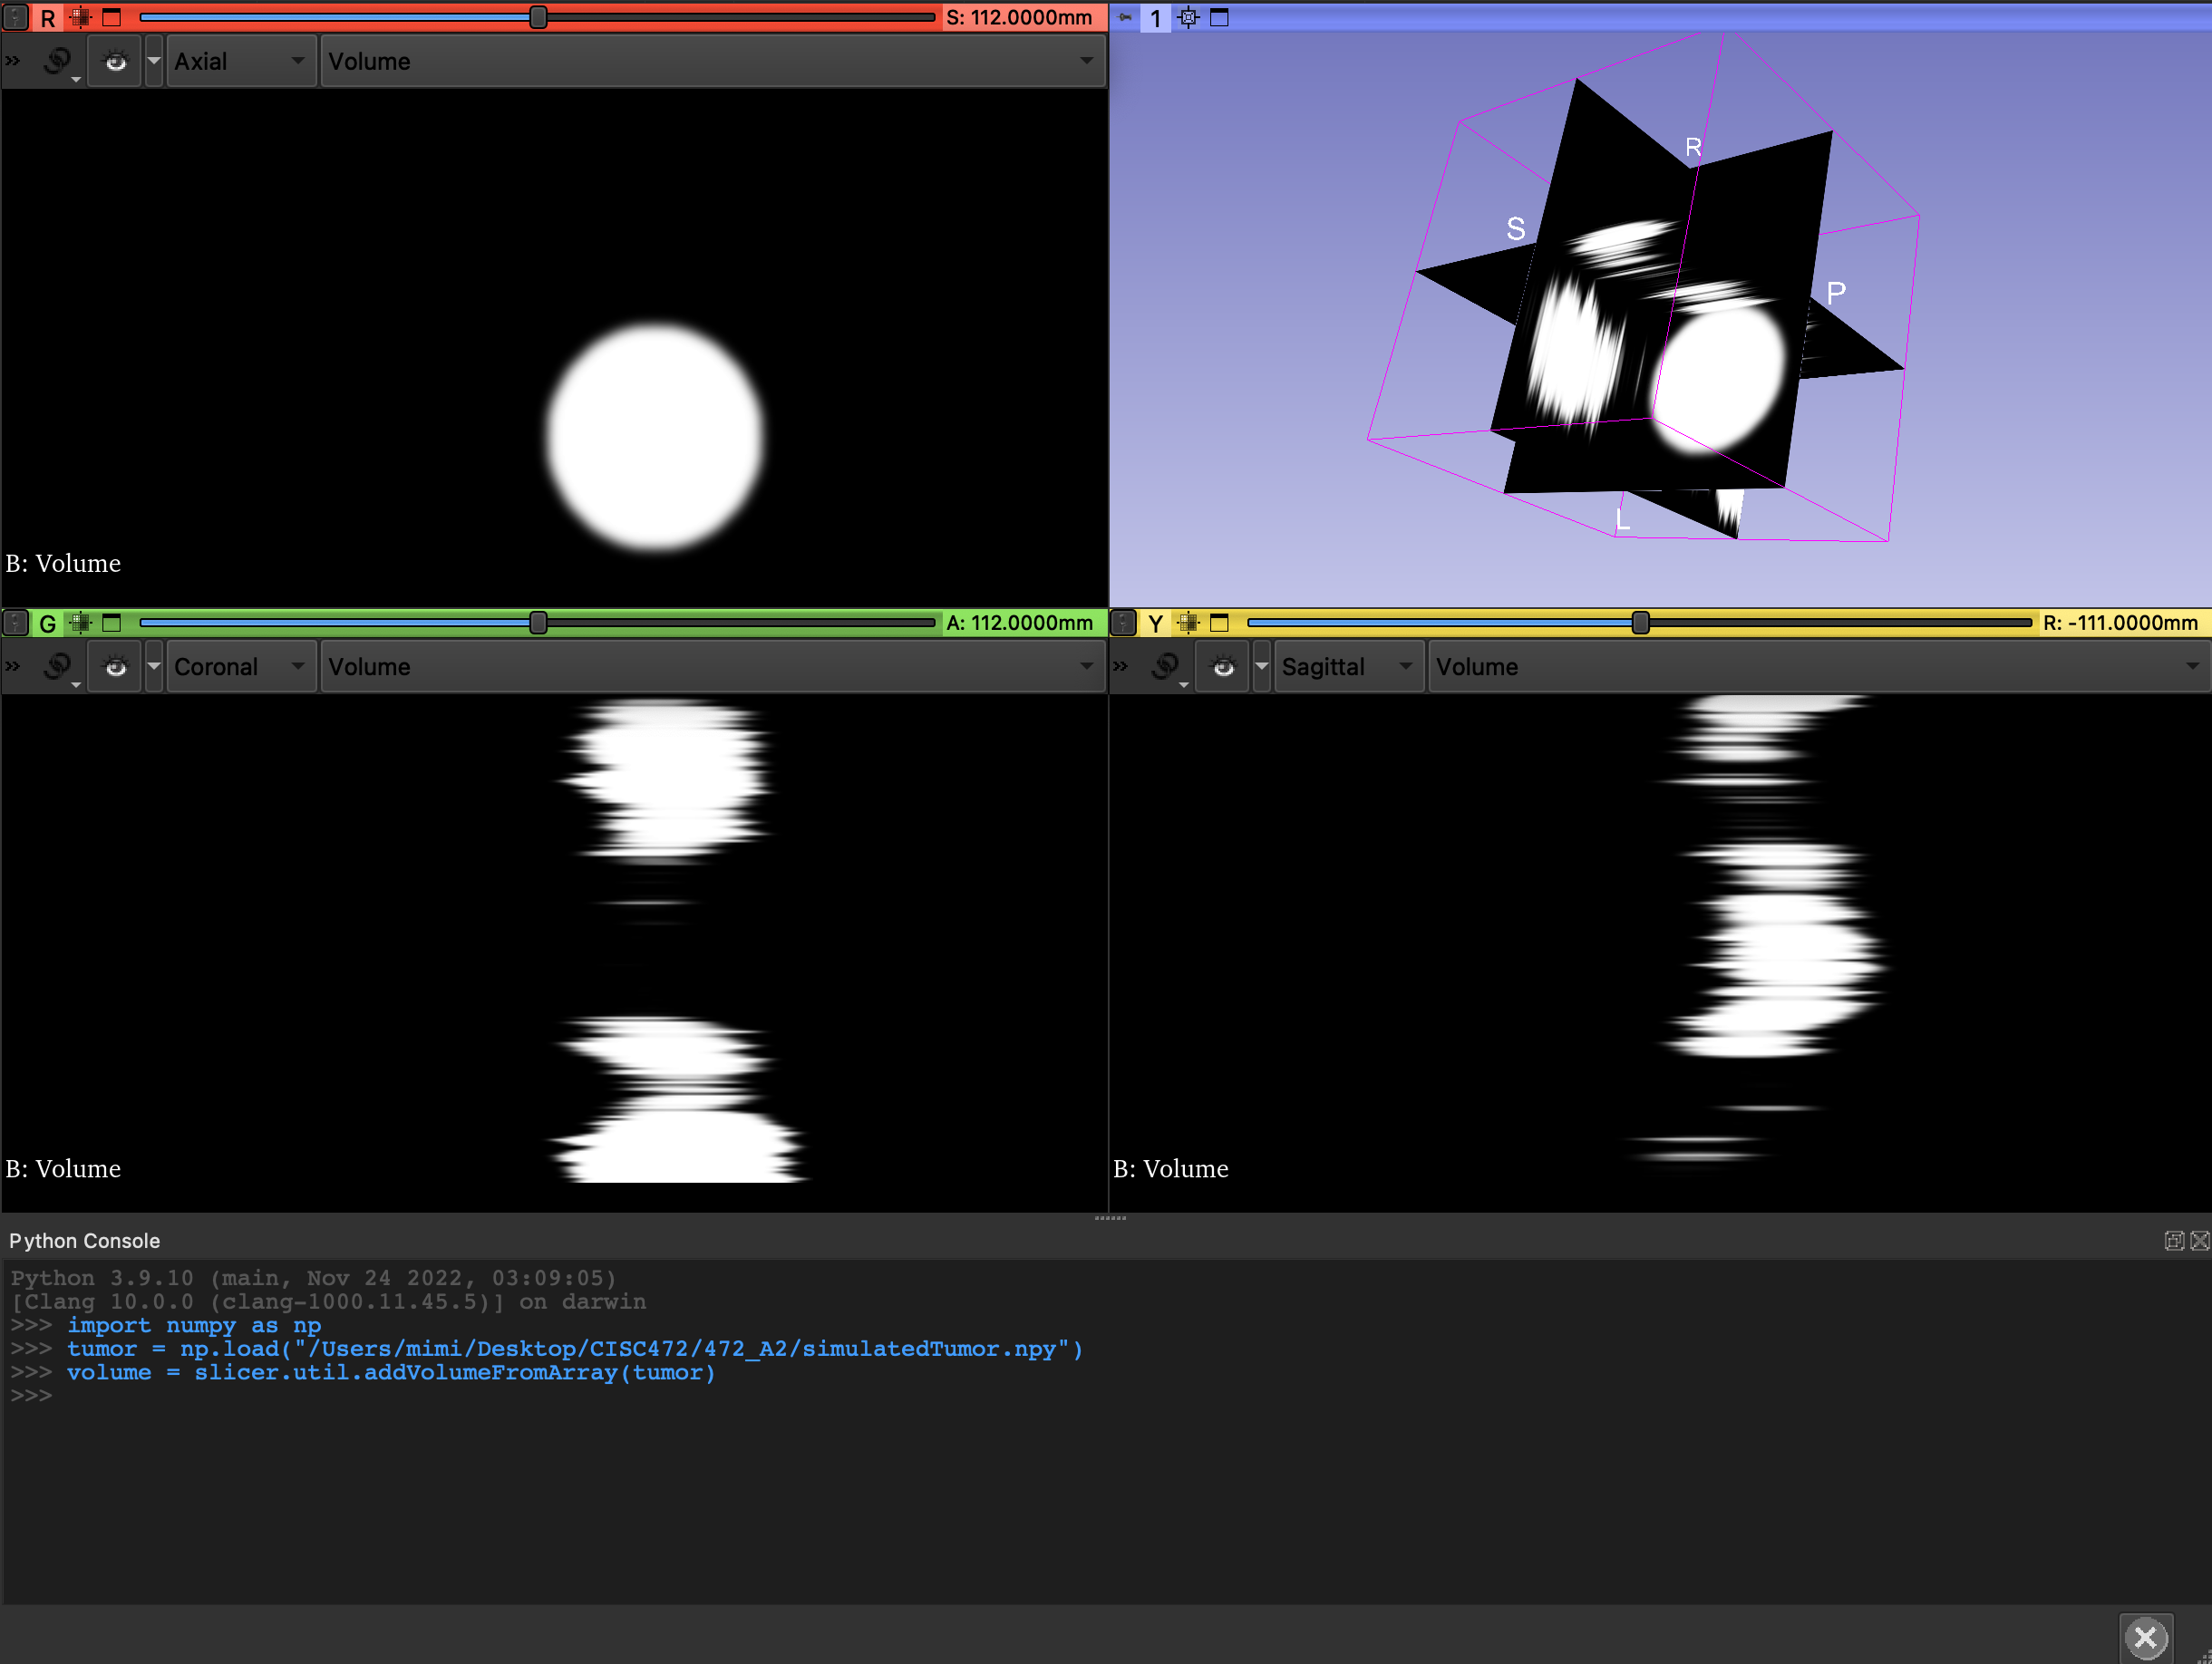 R S: 112.0000mm
Axial Volume
B: Volume
1
R
S
P
L
G A: 112.0000mm
Coronal Volume
B: Volume
Y R: -111.0000mm
Sagittal Volume
B: Volume
Python Console
Python 3.9.10 (main, Nov 24 2022, 03:09:05)
[Clang 10.0.0 (clang-1000.11.45.5)] on darwin
>>> import numpy as np
>>> tumor = np.load("/Users/mimi/Desktop/CISC472/472_A2/simulatedTumor.npy")
>>> volume = slicer.util.addVolumeFromArray(tumor)
>>>